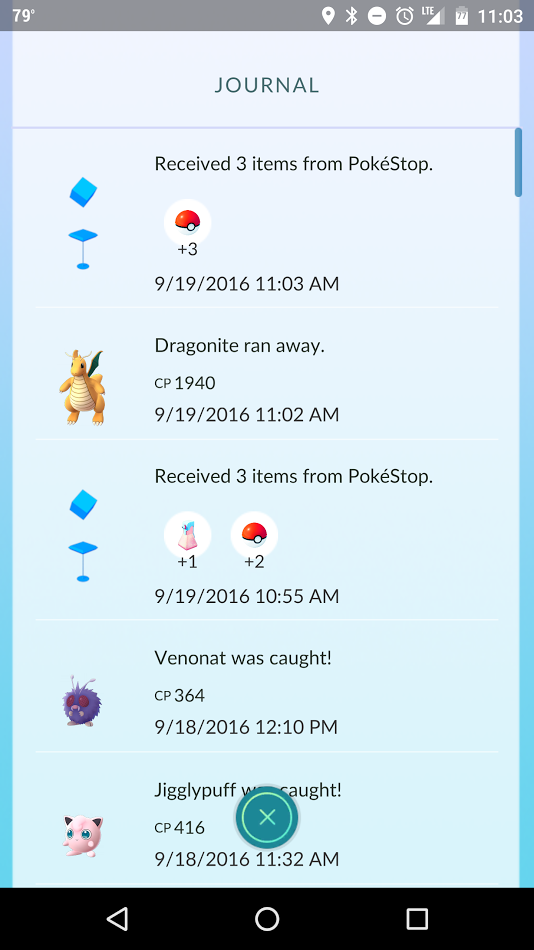 79°
LTE
77
11:03
JOURNAL
Received 3 items from PokéStop.
+3
9/19/2016 11:03 AM
Dragonite ran away.
CP 1940
9/19/2016 11:02 AM
Received 3 items from PokéStop.
+1 +2
9/19/2016 10:55 AM
Venonat was caught!
CP 364
9/18/2016 12:10 PM
Jigglypuff was caught!
CP 416
9/18/2016 11:32 AM